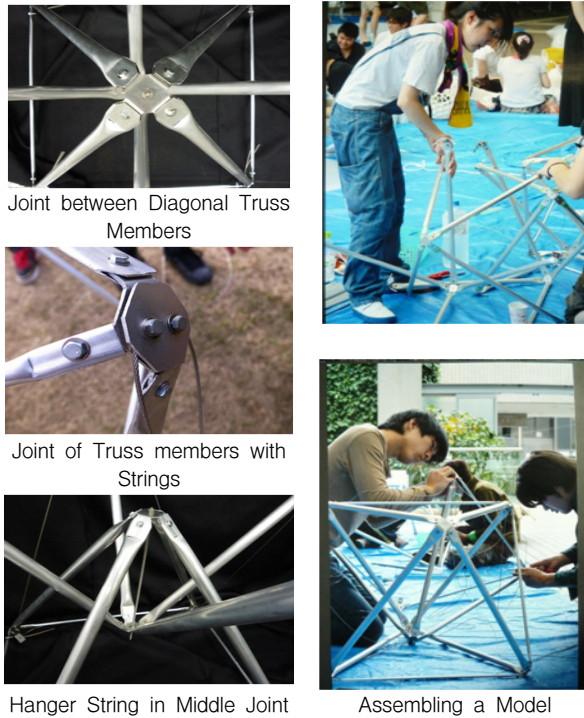 Joint between Diagonal Truss
Members
Joint of Truss members with
Strings
Hanger String in Middle Joint
Assembling a Model